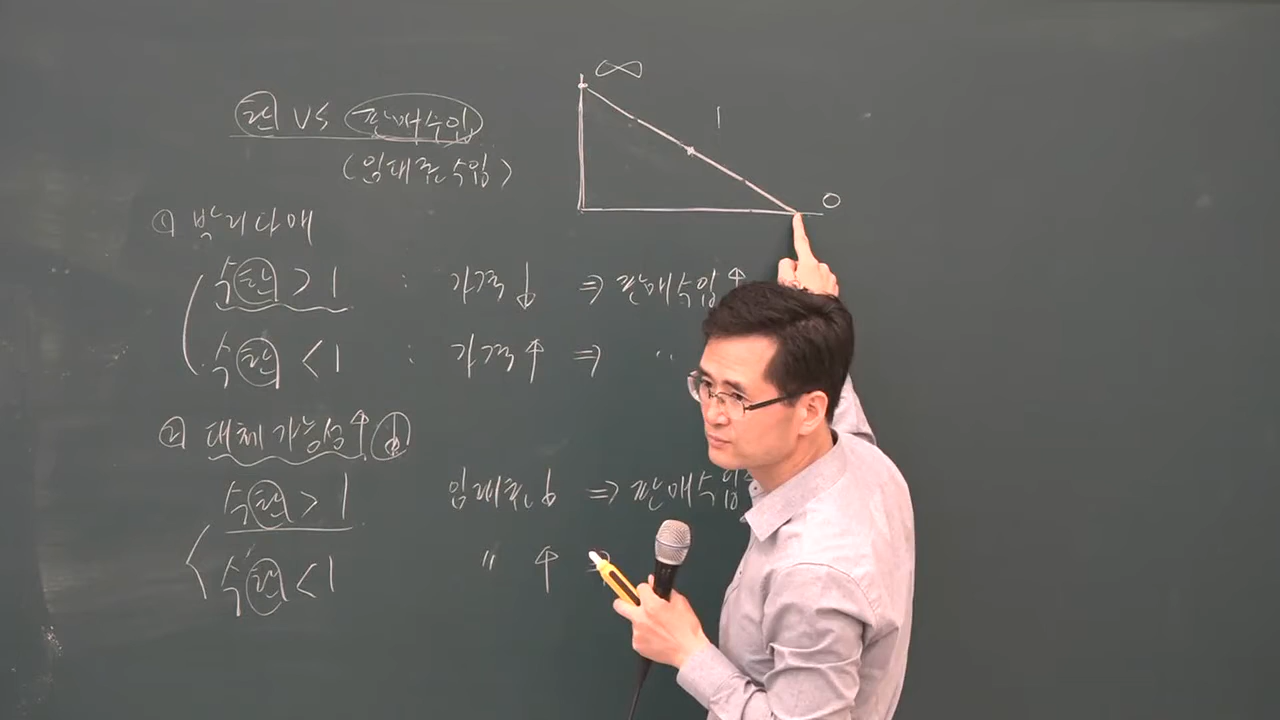 탄 VS 판매수입
(임대료수입)
∞
1
0
① 박리다매
수탄 > 1 : 가격↓ ⇒ 판매수입↑
수탄 < 1 : 가격↑ ⇒ 〃
② 대체가능성↑↓
수탄 > 1 임대료↓ ⇒ 판매수입
수탄 < 1 〃 ↑